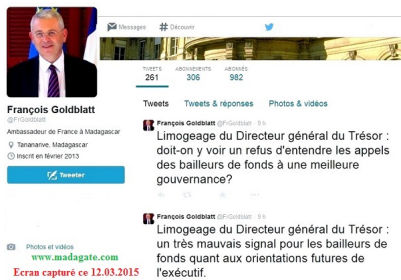 Messages # Découvrir
TWEETS ABONNEMENTS ABONNÉS
261 306 982
François Goldblatt
@FrGoldblatt
Ambassadeur de France à Madagascar
Tananarive, Madagascar
Inscrit en février 2013
Tweeter
Photos et vidéos
www.madagate.com
Ecran capturé ce 12.03.2015
Tweets Tweets & réponses Photos & vidéos
François Goldblatt @FrGoldblatt · 9 h
Limogeage du Directeur général du Trésor :
doit-on y voir un refus d'entendre les appels
des bailleurs de fonds à une meilleure
gouvernance?
François Goldblatt @FrGoldblatt · 9 h
Limogeage du Directeur général du Trésor :
un très mauvais signal pour les bailleurs de
fonds quant aux orientations futures de
l'exécutif.